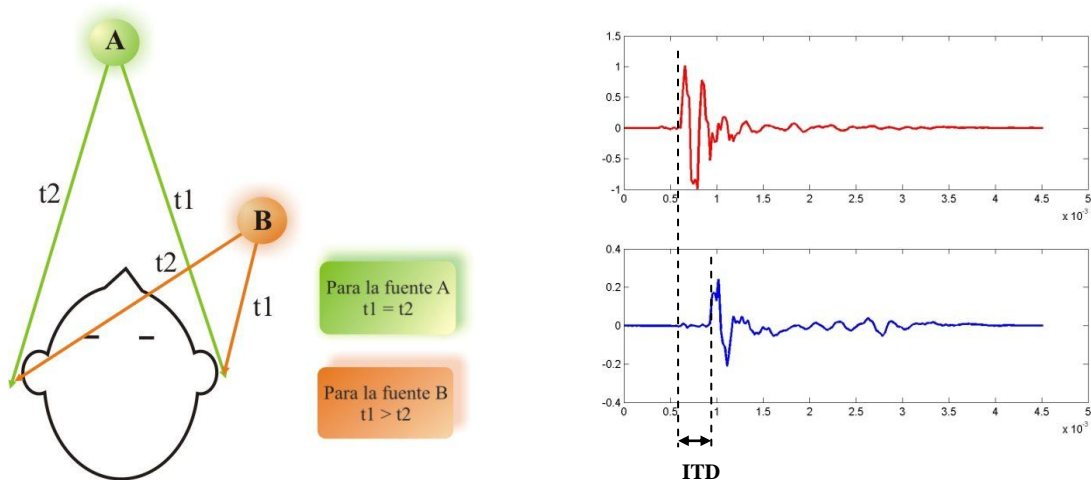 A
t2
t1
B
t2
t1
Para la fuente A
t1 = t2
Para la fuente B
t1 > t2
1.5
1
0.5
0
-0.5
-1
0 0.5 1 1.5 2 2.5 3 3.5 4 4.5 5
x 10⁻³
0.4
0.2
0
-0.2
-0.4
0 0.5 1 1.5 2 2.5 3 3.5 4 4.5 5
x 10⁻³
ITD